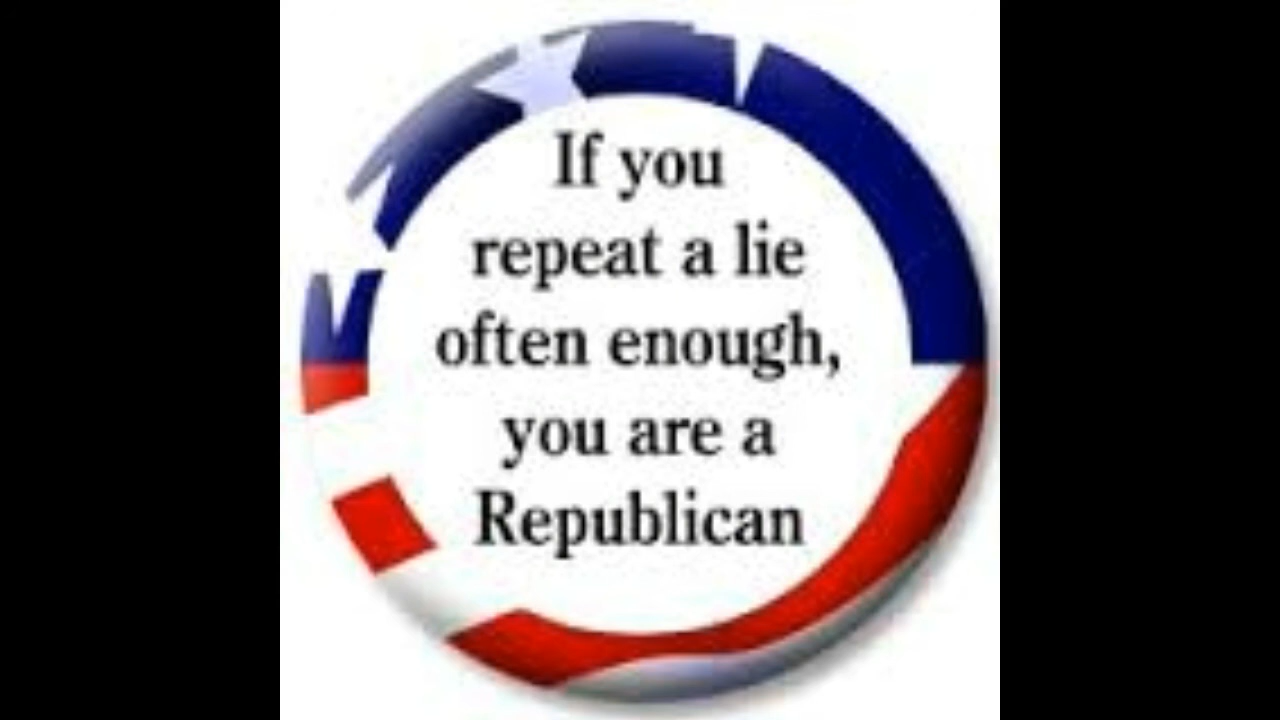 If you
repeat a lie
often enough,
you are a
Republican